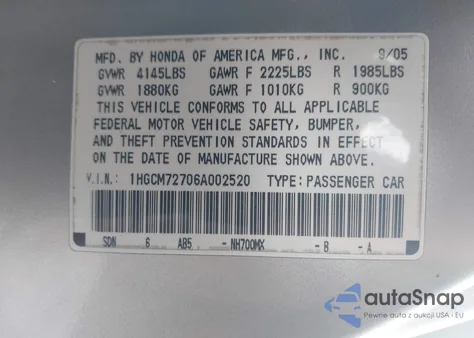 MFD. BY HONDA OF AMERICA MFG., INC. 9/05
GVWR 4145LBS GAWR F 2225LBS R 1985LBS
GVWR 1880KG GAWR F 1010KG R 900KG
THIS VEHICLE CONFORMS TO ALL APPLICABLE
FEDERAL MOTOR VEHICLE SAFETY, BUMPER,
AND THEFT PREVENTION STANDARDS IN EFFECT
ON THE DATE OF MANUFACTURE SHOWN ABOVE.
V.I.N.: 1HGCM72706A002520 TYPE: PASSENGER CAR
SDN 6 AB5 - NH700MX - B - A
autoSnap
Pewne auta z aukcji USA i EU